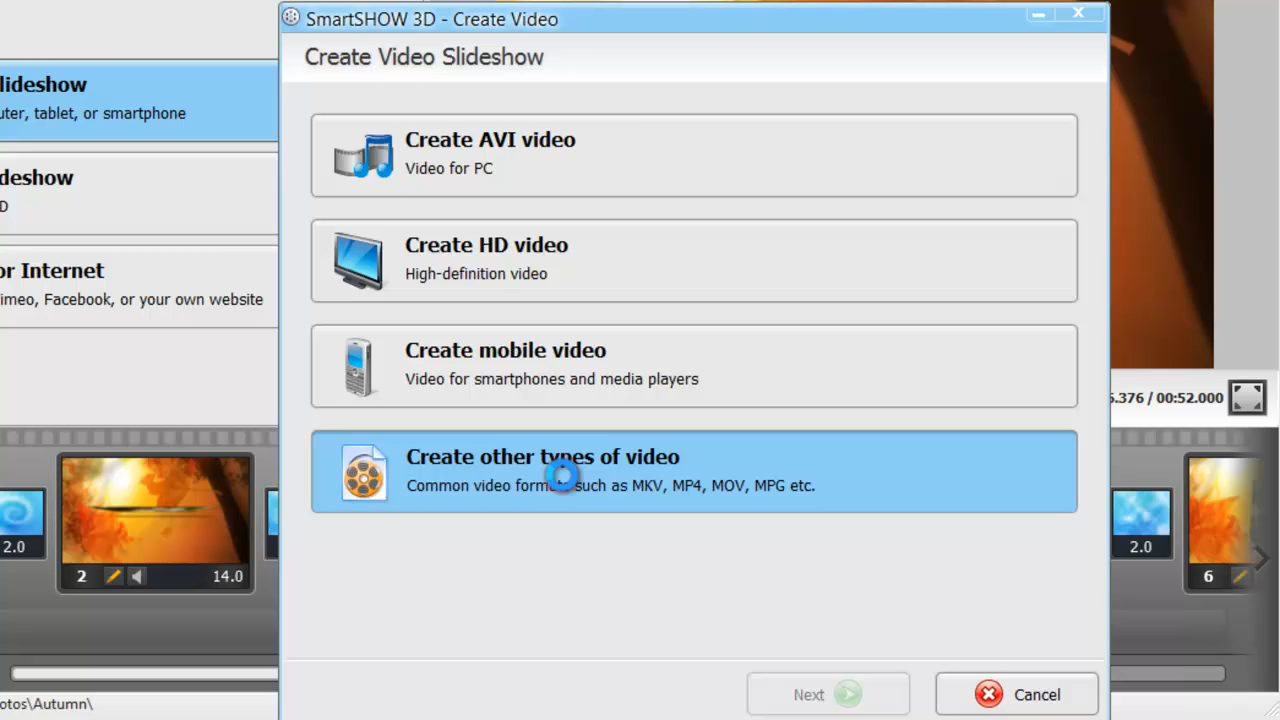 SmartSHOW 3D - Create Video
Create Video Slideshow
lideshow
uter, tablet, or smartphone
deshow
D
or Internet
imeo, Facebook, or your own website
Create AVI video
Video for PC
Create HD video
High-definition video
Create mobile video
Video for smartphones and media players
Create other types of video
Common video formats such as MKV, MP4, MOV, MPG etc.
5.376 / 00:52.000
2.0
2
14.0
2.0
6
Next
Cancel
otos\Autumn\